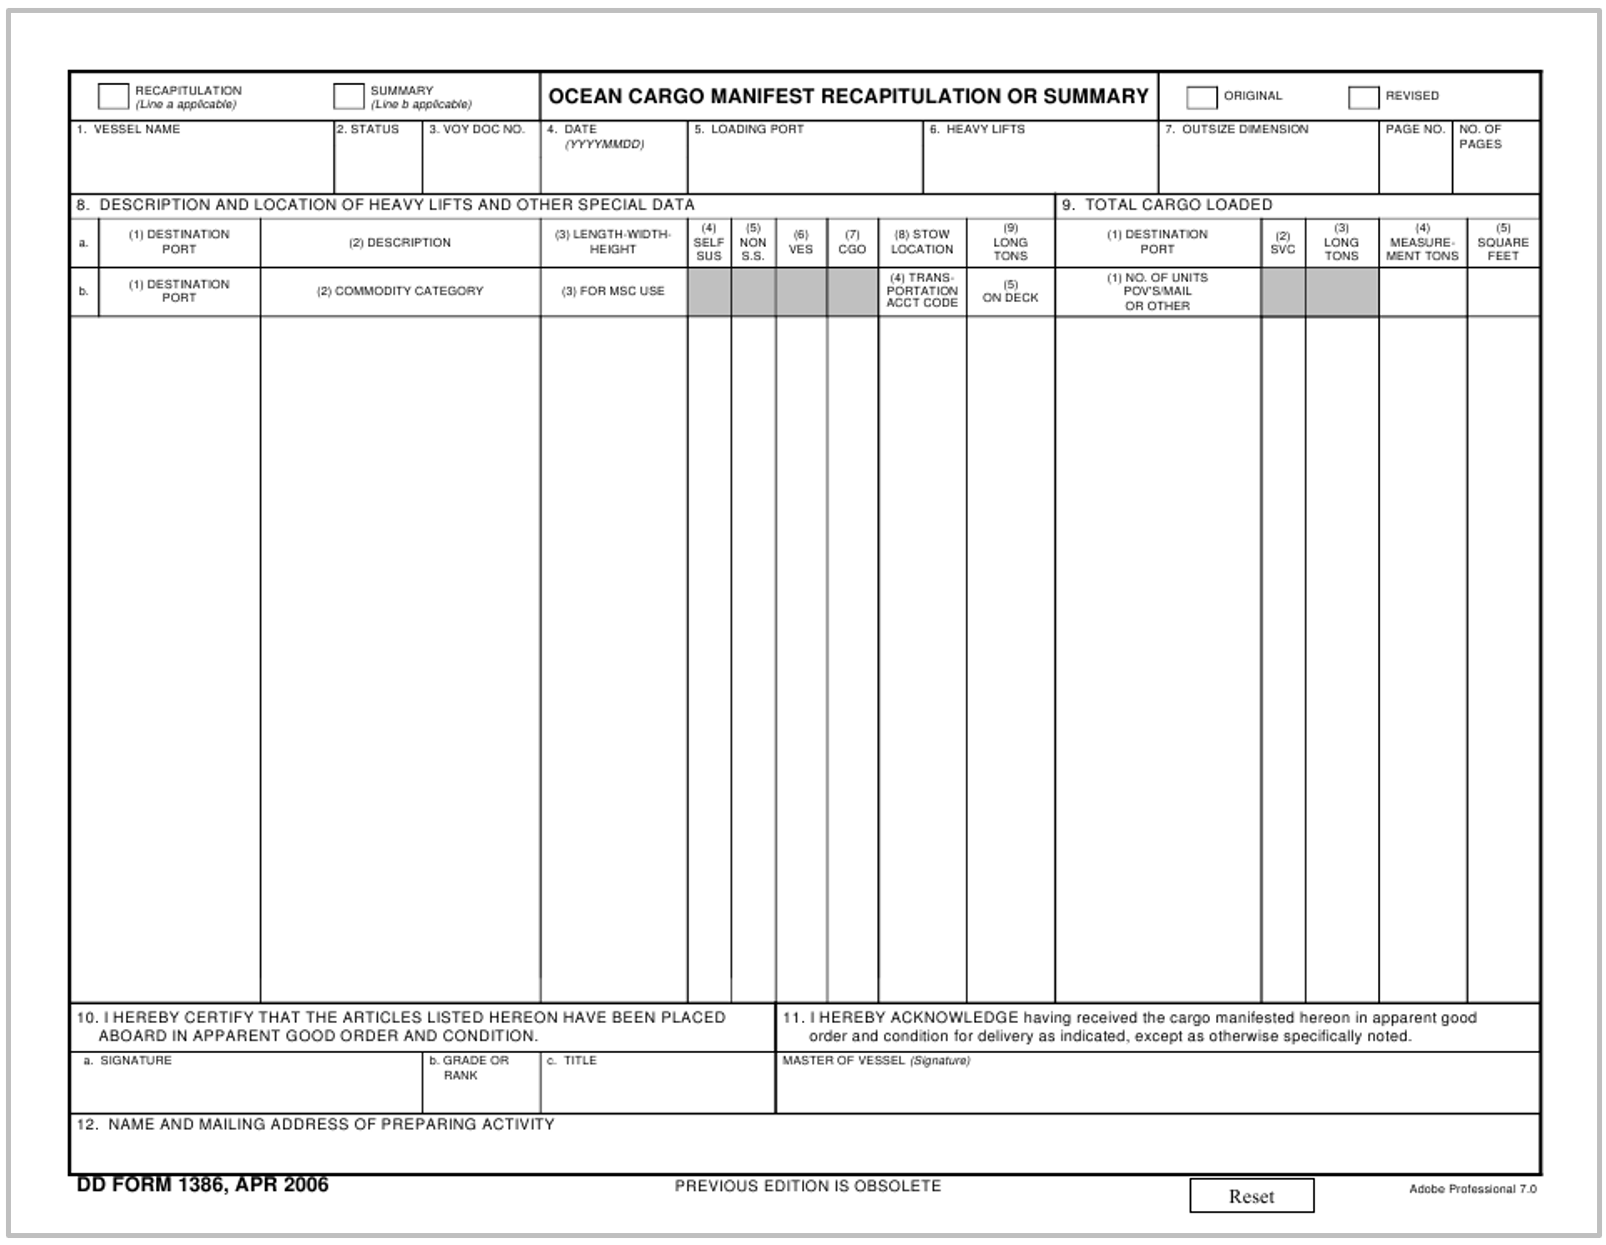 RECAPITULATION
(Line a applicable)
SUMMARY
(Line b applicable)
OCEAN CARGO MANIFEST RECAPITULATION OR SUMMARY
ORIGINAL
REVISED
1. VESSEL NAME
2. STATUS
3. VOY DOC NO.
4. DATE
(YYYYMMDD)
5. LOADING PORT
6. HEAVY LIFTS
7. OUTSIZE DIMENSION
PAGE NO.
NO. OF
PAGES
8. DESCRIPTION AND LOCATION OF HEAVY LIFTS AND OTHER SPECIAL DATA
9. TOTAL CARGO LOADED
a.
(1) DESTINATION
PORT
(2) DESCRIPTION
(3) LENGTH-WIDTH-
HEIGHT
(4)
SELF
SUS
(5)
NON
S.S.
(6)
VES
(7)
CGO
(8) STOW
LOCATION
(9)
LONG
TONS
(1) DESTINATION
PORT
(2)
SVC
(3)
LONG
TONS
(4)
MEASURE-
MENT TONS
(5)
SQUARE
FEET
b.
(1) DESTINATION
PORT
(2) COMMODITY CATEGORY
(3) FOR MSC USE
(4) TRANS-
PORTATION
ACCT CODE
(5)
ON DECK
(1) NO. OF UNITS
POV'S/MAIL
OR OTHER
10. I HEREBY CERTIFY THAT THE ARTICLES LISTED HEREON HAVE BEEN PLACED
ABOARD IN APPARENT GOOD ORDER AND CONDITION.
11. I HEREBY ACKNOWLEDGE having received the cargo manifested hereon in apparent good
order and condition for delivery as indicated, except as otherwise specifically noted.
a. SIGNATURE
b. GRADE OR
RANK
c. TITLE
MASTER OF VESSEL (Signature)
12. NAME AND MAILING ADDRESS OF PREPARING ACTIVITY
DD FORM 1386, APR 2006
PREVIOUS EDITION IS OBSOLETE
Reset
Adobe Professional 7.0